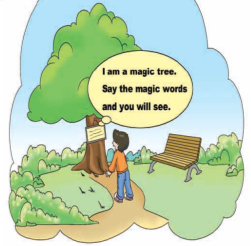 I am a magic tree.
Say the magic words
and you will see.